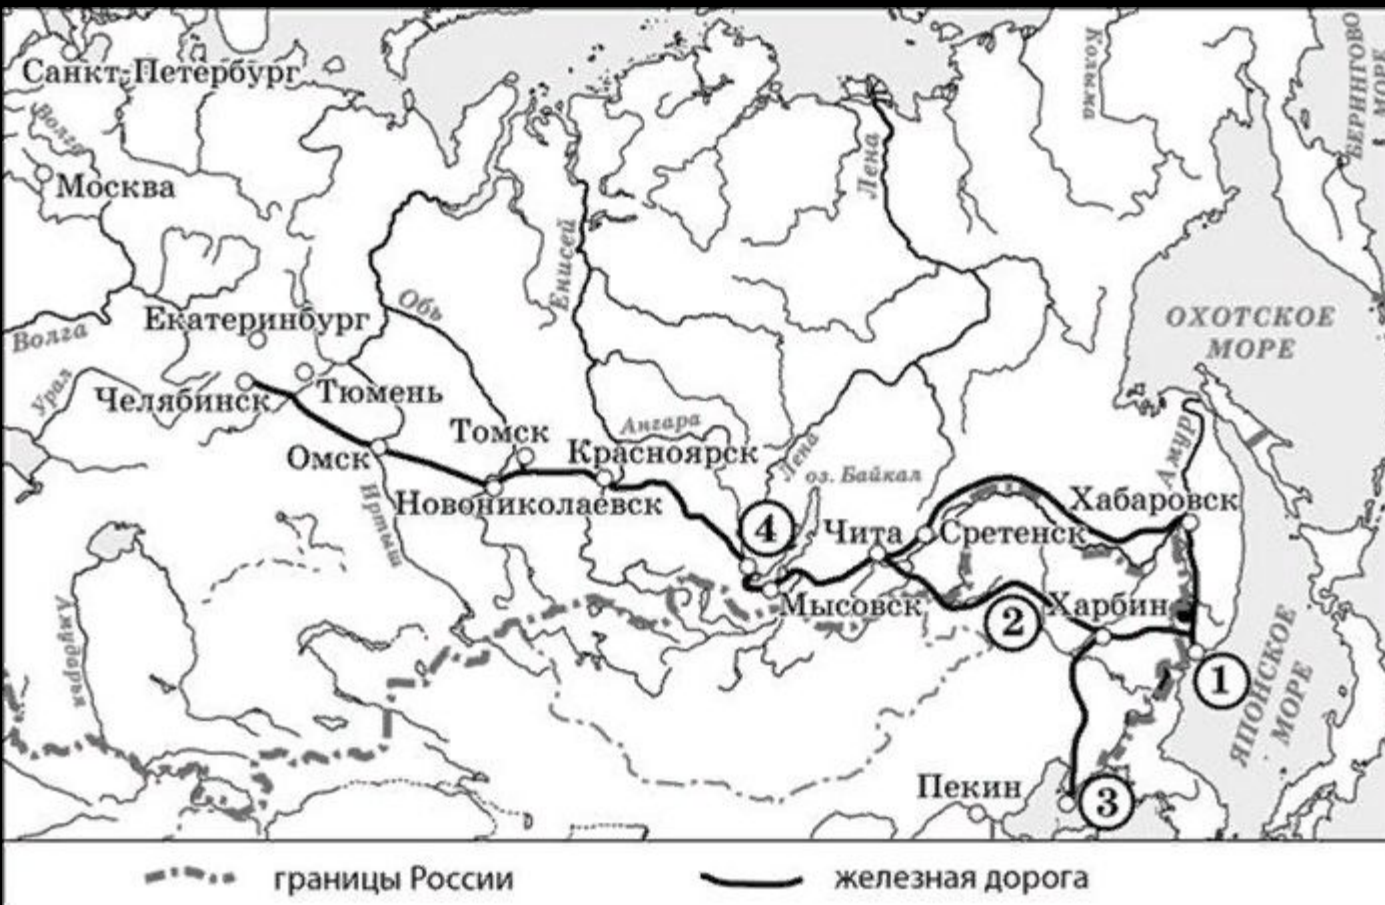 Санкт-Петербург
Волга
Москва
Колыма
БЕРИНГОВО
МОРЕ
Лена
Енисей
Обь
Екатеринбург
Волга
Урал
Челябинск
Тюмень
ОХОТСКОЕ
МОРЕ
Томск
Ангара
Красноярск
Лена
оз. Байкал
Амур
Омск
Новониколаевск
Иртыш
Хабаровск
4
Чита
Сретенск
Мысовск
2
Харбин
Амударья
1
ЯПОНСКОЕ
МОРЕ
Пекин
3
границы России
железная дорога